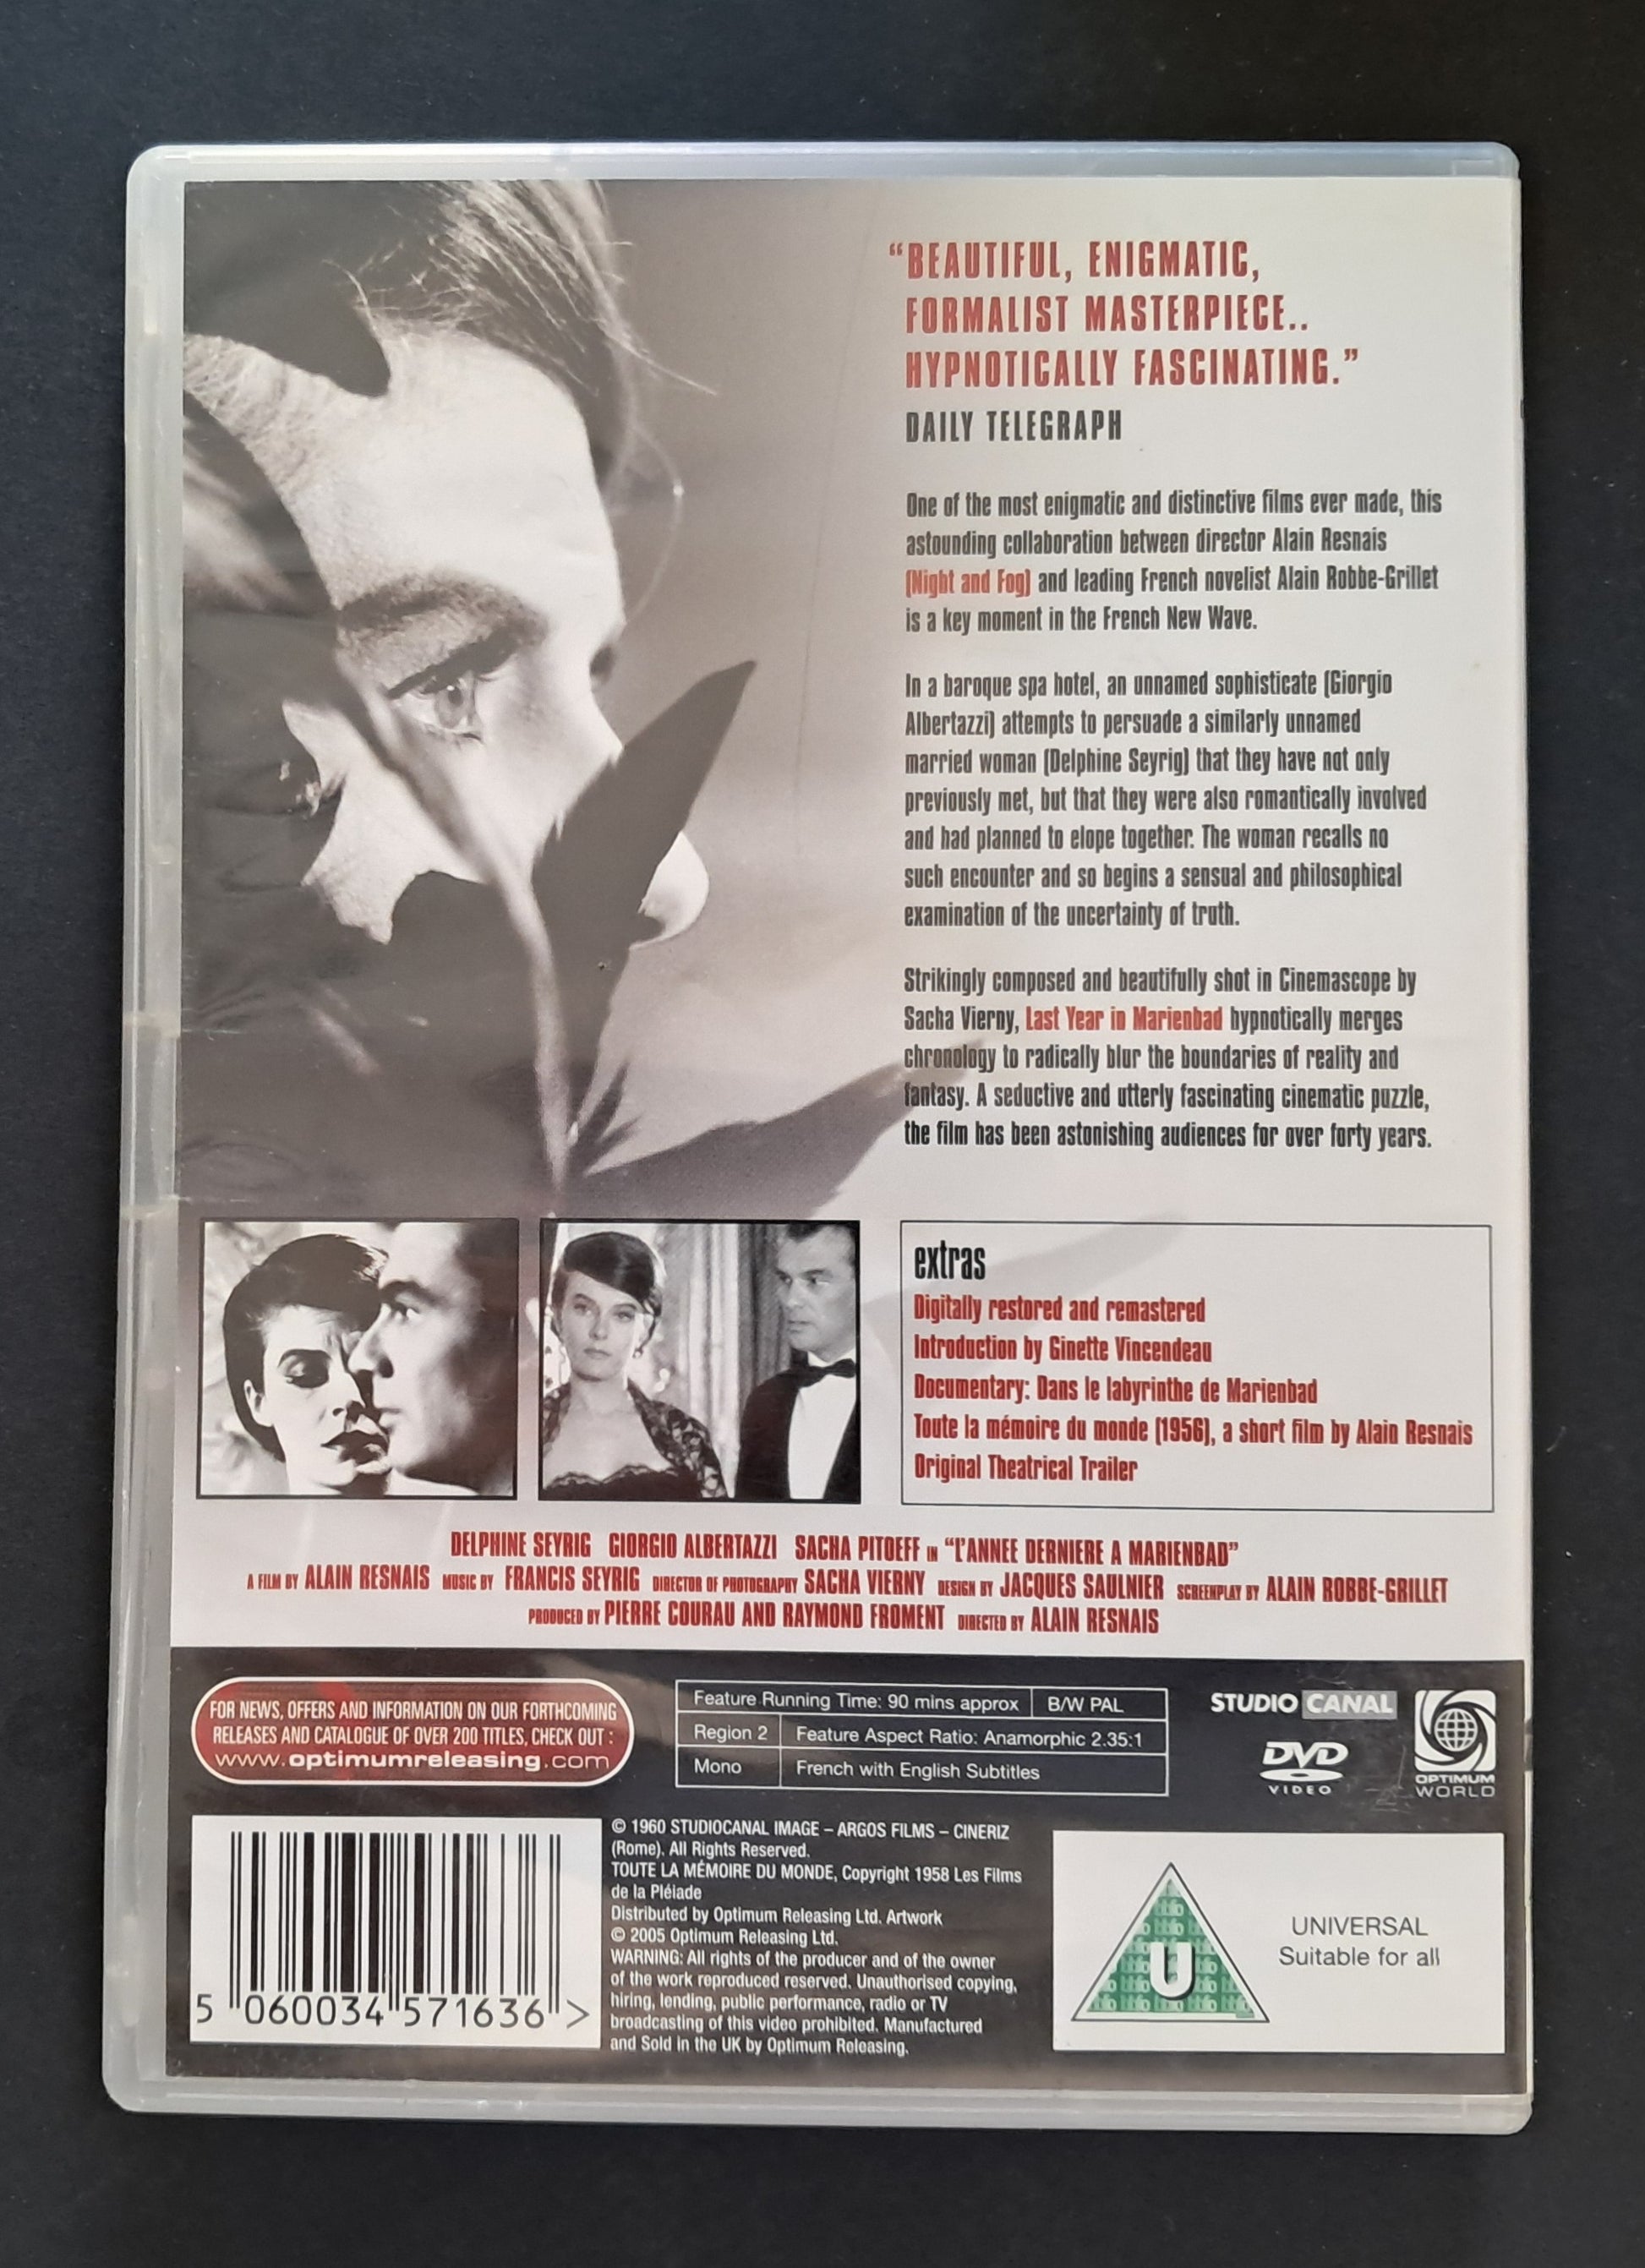 “BEAUTIFUL, ENIGMATIC,
FORMALIST MASTERPIECE..
HYPNOTICALLY FASCINATING.”
DAILY TELEGRAPH
One of the most enigmatic and distinctive films ever made, this
astounding collaboration between director Alain Resnais
(Night and Fog) and leading French novelist Alain Robbe-Grillet
is a key moment in the French New Wave.
In a baroque spa hotel, an unnamed sophisticate (Giorgio
Albertazzi) attempts to persuade a similarly unnamed
married woman (Delphine Seyrig) that they have not only
previously met, but that they were also romantically involved
and had planned to elope together. The woman recalls no
such encounter and so begins a sensual and philosophical
examination of the uncertainty of truth.
Strikingly composed and beautifully shot in Cinemascope by
Sacha Vierny, Last Year in Marienbad hypnotically merges
chronology to radically blur the boundaries of reality and
fantasy. A seductive and utterly fascinating cinematic puzzle,
the film has been astonishing audiences for over forty years.
extras
Digitally restored and remastered
Introduction by Ginette Vincendeau
Documentary: Dans le labyrinthe de Marienbad
Toute la mémoire du monde (1956), a short film by Alain Resnais
Original Theatrical Trailer
DELPHINE SEYRIG GIORGIO ALBERTAZZI SACHA PITOEFF IN “L’ANNEE DERNIERE A MARIENBAD”
A FILM BY ALAIN RESNAIS MUSIC BY FRANCIS SEYRIG DIRECTOR OF PHOTOGRAPHY SACHA VIERNY DESIGN BY JACQUES SAULNIER SCREENPLAY BY ALAIN ROBBE-GRILLET
PRODUCED BY PIERRE COURAU AND RAYMOND FROMENT DIRECTED BY ALAIN RESNAIS
FOR NEWS, OFFERS AND INFORMATION ON OUR FORTHCOMING
RELEASES AND CATALOGUE OF OVER 200 TITLES, CHECK OUT :
www.optimumreleasing.com
Feature Running Time: 90 mins approx B/W PAL
Region 2 Feature Aspect Ratio: Anamorphic 2.35:1
Mono French with English Subtitles
STUDIO CANAL
DVD
VIDEO
OPTIMUM
WORLD
5 060034 571636 >
© 1960 STUDIOCANAL IMAGE – ARGOS FILMS – CINERIZ
(Rome). All Rights Reserved.
TOUTE LA MÉMOIRE DU MONDE, Copyright 1958 Les Films
de la Pléiade
Distributed by Optimum Releasing Ltd. Artwork
© 2005 Optimum Releasing Ltd.
WARNING: All rights of the producer and of the owner
of the work reproduced reserved. Unauthorised copying,
hiring, lending, public performance, radio or TV
broadcasting of this video prohibited. Manufactured
and Sold in the UK by Optimum Releasing.
U
UNIVERSAL
Suitable for all